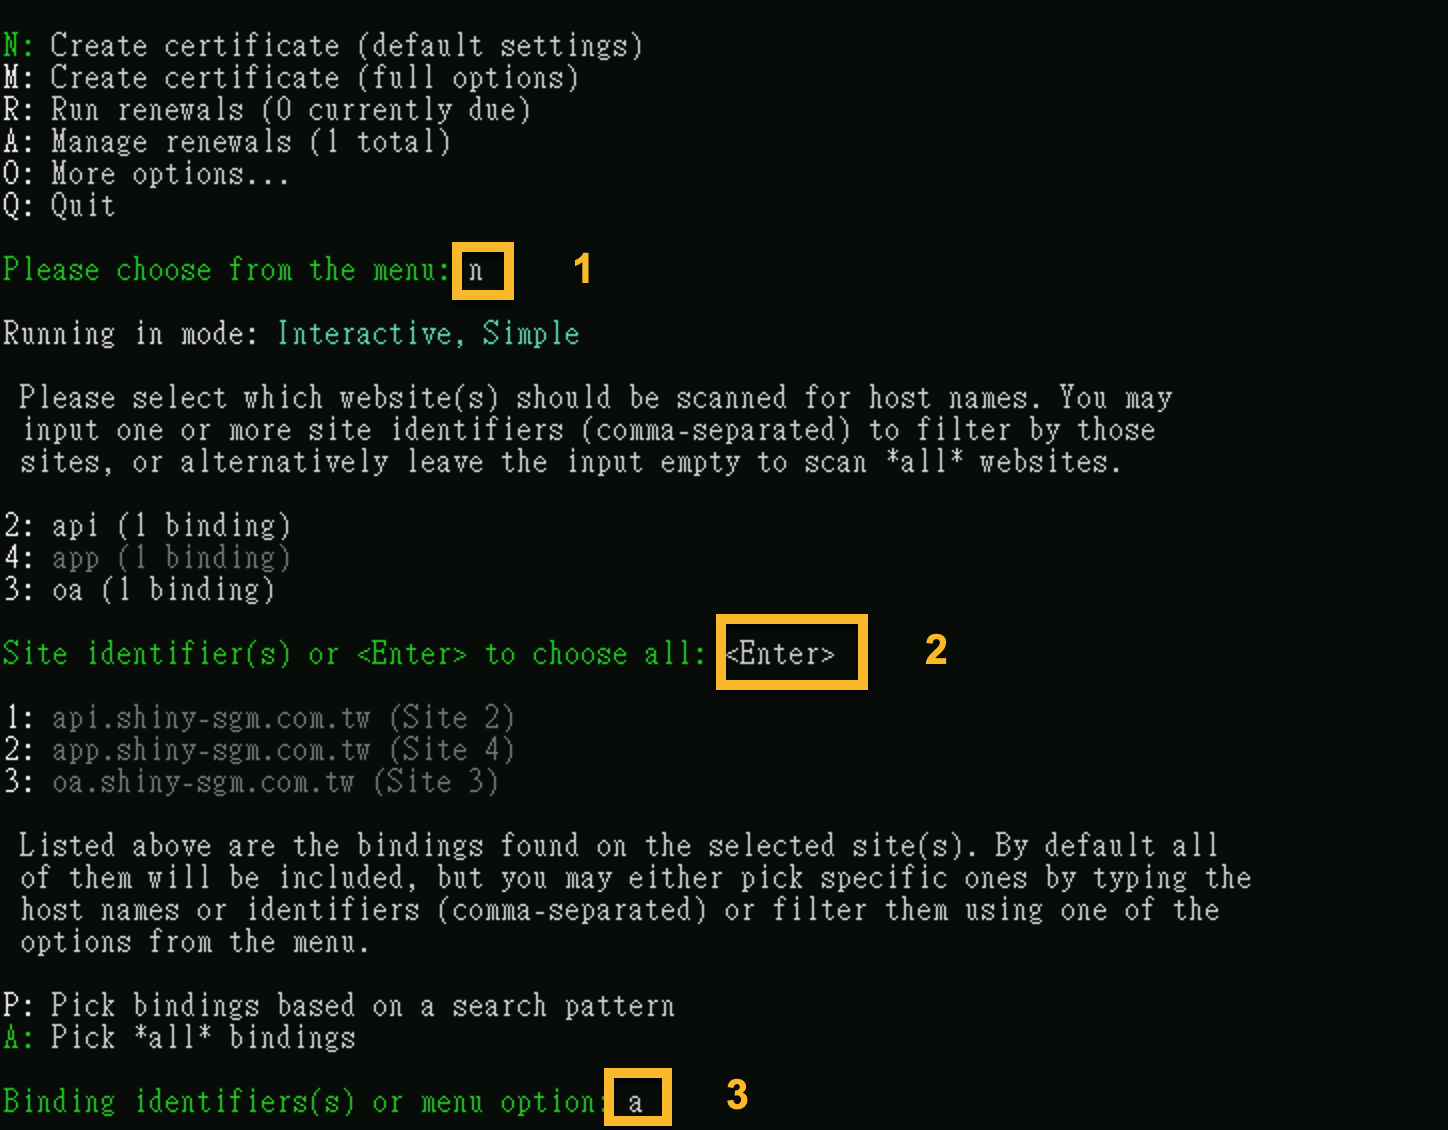 N: Create certificate (default settings)
M: Create certificate (full options)
R: Run renewals (0 currently due)
A: Manage renewals (1 total)
O: More options...
Q: Quit
Please choose from the menu: n 1
Running in mode: Interactive, Simple
Please select which website(s) should be scanned for host names. You may
input one or more site identifiers (comma-separated) to filter by those
sites, or alternatively leave the input empty to scan *all* websites.
2: api (1 binding)
4: app (1 binding)
3: oa (1 binding)
Site identifier(s) or <Enter> to choose all: <Enter> 2
1: api.shiny-sgm.com.tw (Site 2)
2: app.shiny-sgm.com.tw (Site 4)
3: oa.shiny-sgm.com.tw (Site 3)
Listed above are the bindings found on the selected site(s). By default all
of them will be included, but you may either pick specific ones by typing the
host names or identifiers (comma-separated) or filter them using one of the
options from the menu.
P: Pick bindings based on a search pattern
A: Pick *all* bindings
Binding identifiers(s) or menu option: a 3